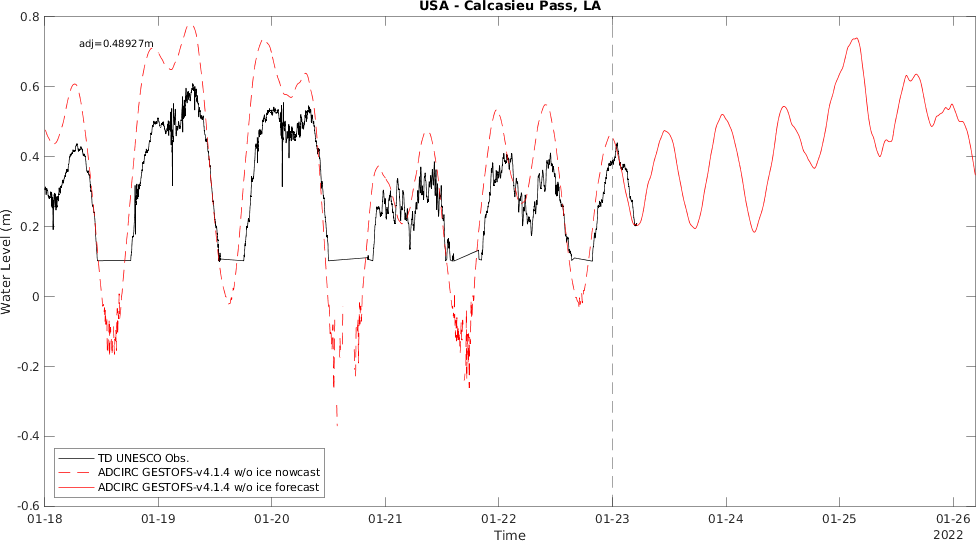 USA - Calcasieu Pass, LA
adj=0.48927m
0.8
0.6
0.4
0.2
0
-0.2
-0.4
-0.6
Water Level (m)
TD UNESCO Obs.
ADCIRC GESTOFS-v4.1.4 w/o ice nowcast
ADCIRC GESTOFS-v4.1.4 w/o ice forecast
01-18 01-19 01-20 01-21 01-22 01-23 01-24 01-25 01-26
Time
2022